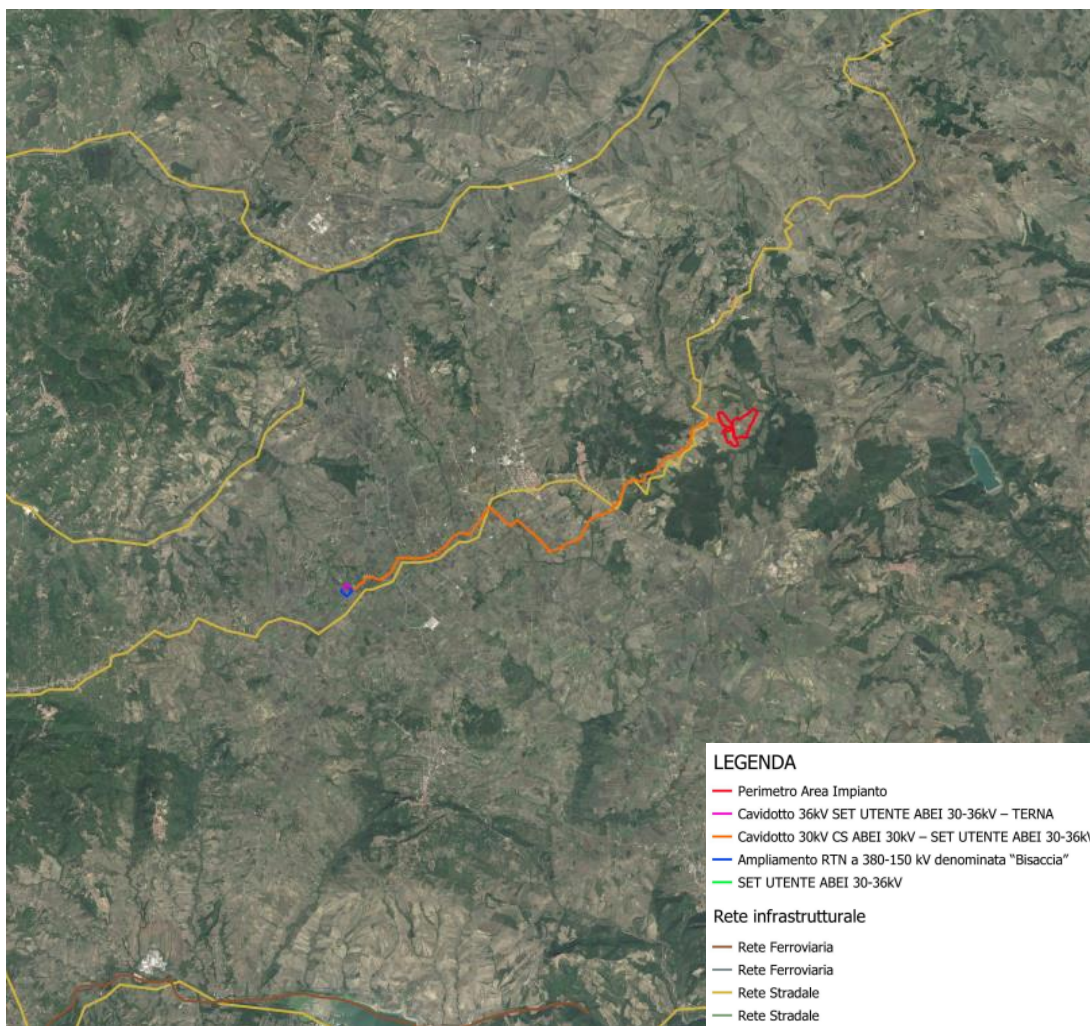 LEGENDA
Perimetro Area Impianto
Cavidotto 36kV SET UTENTE ABEI 30-36kV – TERNA
Cavidotto 30kV CS ABEI 30kV – SET UTENTE ABEI 30-36kV
Ampliamento RTN a 380-150 kV denominata “Bisaccia”
SET UTENTE ABEI 30-36kV
Rete infrastrutturale
Rete Ferroviaria
Rete Ferroviaria
Rete Stradale
Rete Stradale